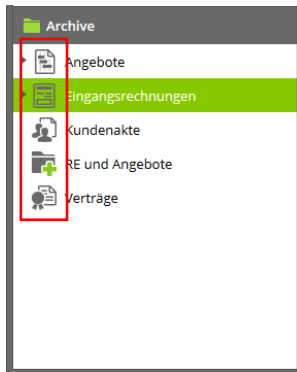 Archive
Angebote
Eingangsrechnungen
Kundenakte
RE und Angebote
Verträge